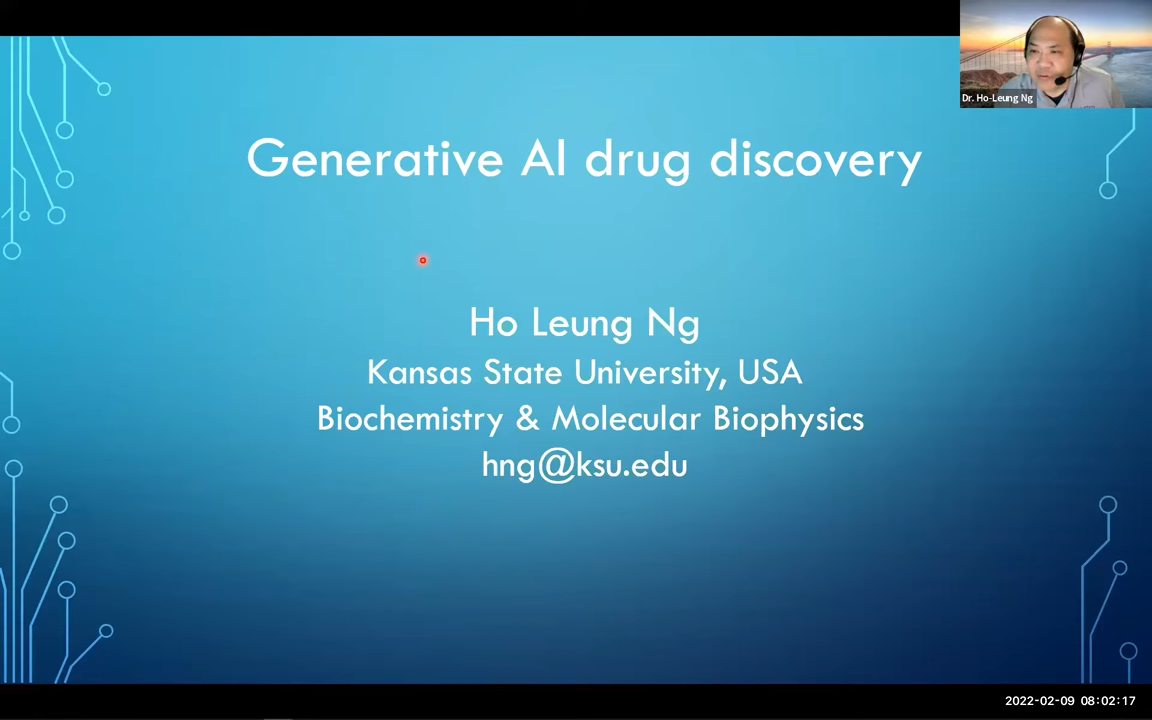 Dr. Ho-Leung Ng
Generative AI drug discovery
Ho Leung Ng
Kansas State University, USA
Biochemistry & Molecular Biophysics
hng@ksu.edu
2022-02-09 08:02:17